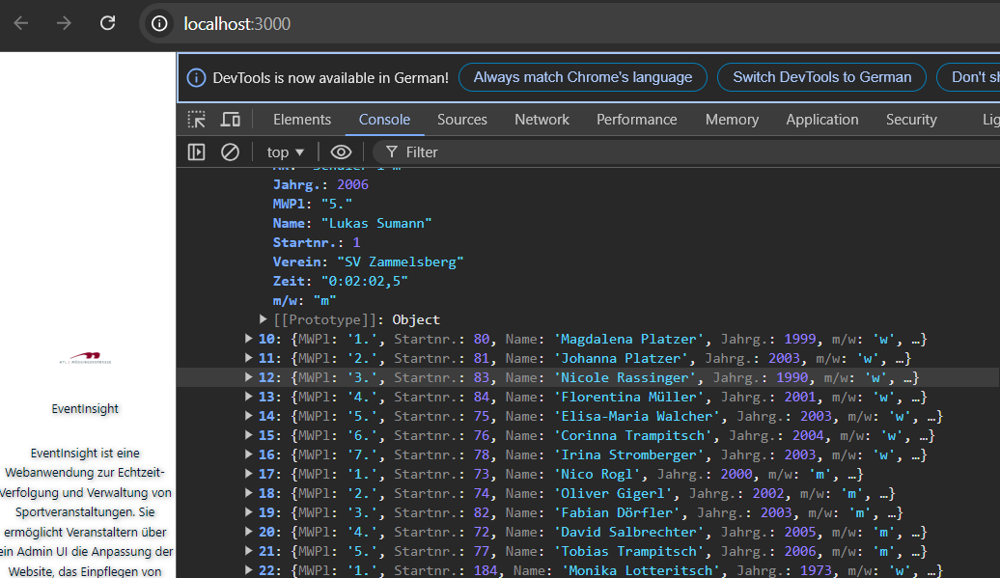 localhost:3000
DevTools is now available in German! Always match Chrome's language Switch DevTools to German Don't
Elements Console Sources Network Performance Memory Application Security
top Filter
Jahrg.: 2006
MWPl: "5."
Name: "Lukas Sumann"
Startnr.: 1
Verein: "SV Zammelsberg"
Zeit: "0:02:02,5"
m/w: "m"
[[Prototype]]: Object
10: {MWPl: '1.', Startnr.: 80, Name: 'Magdalena Platzer', Jahrg.: 1999, m/w: 'w', …}
11: {MWPl: '2.', Startnr.: 81, Name: 'Johanna Platzer', Jahrg.: 2003, m/w: 'w', …}
12: {MWPl: '3.', Startnr.: 83, Name: 'Nicole Rassinger', Jahrg.: 1990, m/w: 'w', …}
13: {MWPl: '4.', Startnr.: 84, Name: 'Florentina Müller', Jahrg.: 2001, m/w: 'w', …}
14: {MWPl: '5.', Startnr.: 75, Name: 'Elisa-Maria Walcher', Jahrg.: 2003, m/w: 'w', …}
15: {MWPl: '6.', Startnr.: 76, Name: 'Corinna Trampitsch', Jahrg.: 2004, m/w: 'w', …}
16: {MWPl: '7.', Startnr.: 78, Name: 'Irina Stromberger', Jahrg.: 2003, m/w: 'w', …}
17: {MWPl: '1.', Startnr.: 73, Name: 'Nico Rogl', Jahrg.: 2000, m/w: 'm', …}
18: {MWPl: '2.', Startnr.: 74, Name: 'Oliver Gigerl', Jahrg.: 2002, m/w: 'm', …}
19: {MWPl: '3.', Startnr.: 82, Name: 'Fabian Dörfler', Jahrg.: 2003, m/w: 'm', …}
20: {MWPl: '4.', Startnr.: 72, Name: 'David Salbrechter', Jahrg.: 2005, m/w: 'm', …}
21: {MWPl: '5.', Startnr.: 77, Name: 'Tobias Trampitsch', Jahrg.: 2006, m/w: 'm', …}
22: {MWPl: '1.', Startnr.: 184, Name: 'Monika Lotteritsch', Jahrg.: 1973, m/w: 'w', …}
EventInsight
EventInsight ist eine
Webanwendung zur Echtzeit-
Verfolgung und Verwaltung von
Sportveranstaltungen. Sie
ermöglicht Veranstaltern über
ein Admin UI die Anpassung der
Website, das Einpflegen von